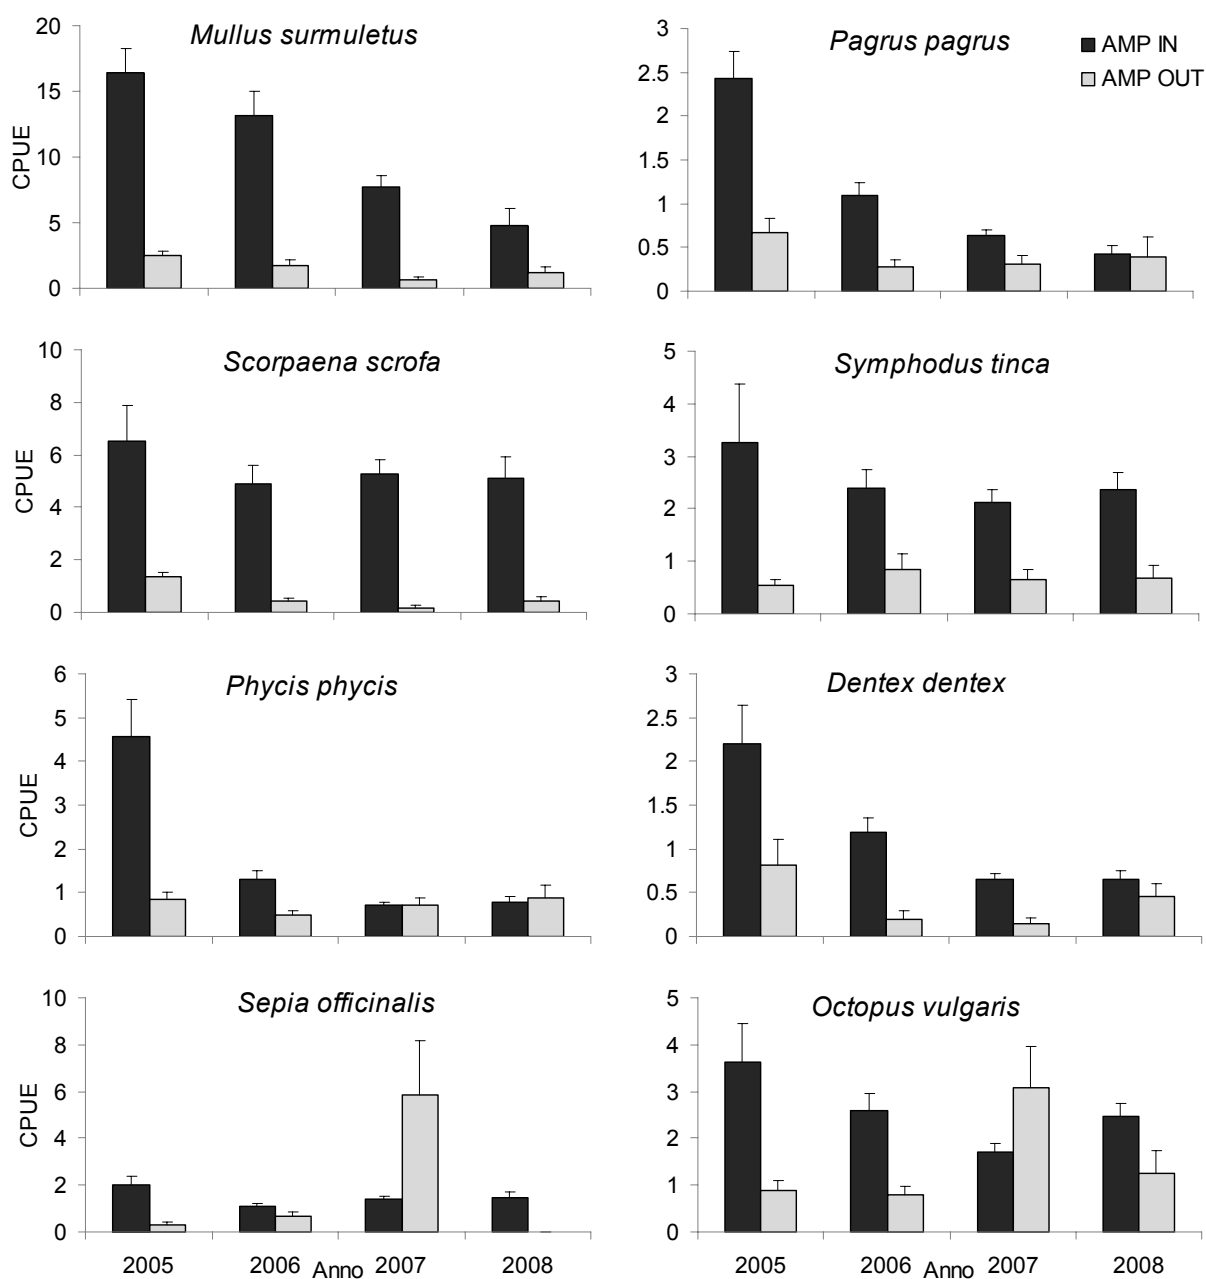 Mullus surmuletus
20
15
10
5
0
CPUE
Pagrus pagrus
AMP IN
AMP OUT
3
2.5
2
1.5
1
0.5
0
Scorpaena scrofa
10
8
6
4
2
0
CPUE
Symphodus tinca
5
4
3
2
1
0
Phycis phycis
6
5
4
3
2
1
0
CPUE
Dentex dentex
3
2.5
2
1.5
1
0.5
0
Sepia officinalis
10
8
6
4
2
0
CPUE
2005 2006 2007 2008
Anno
Octopus vulgaris
5
4
3
2
1
0
2005 2006 2007 2008
Anno